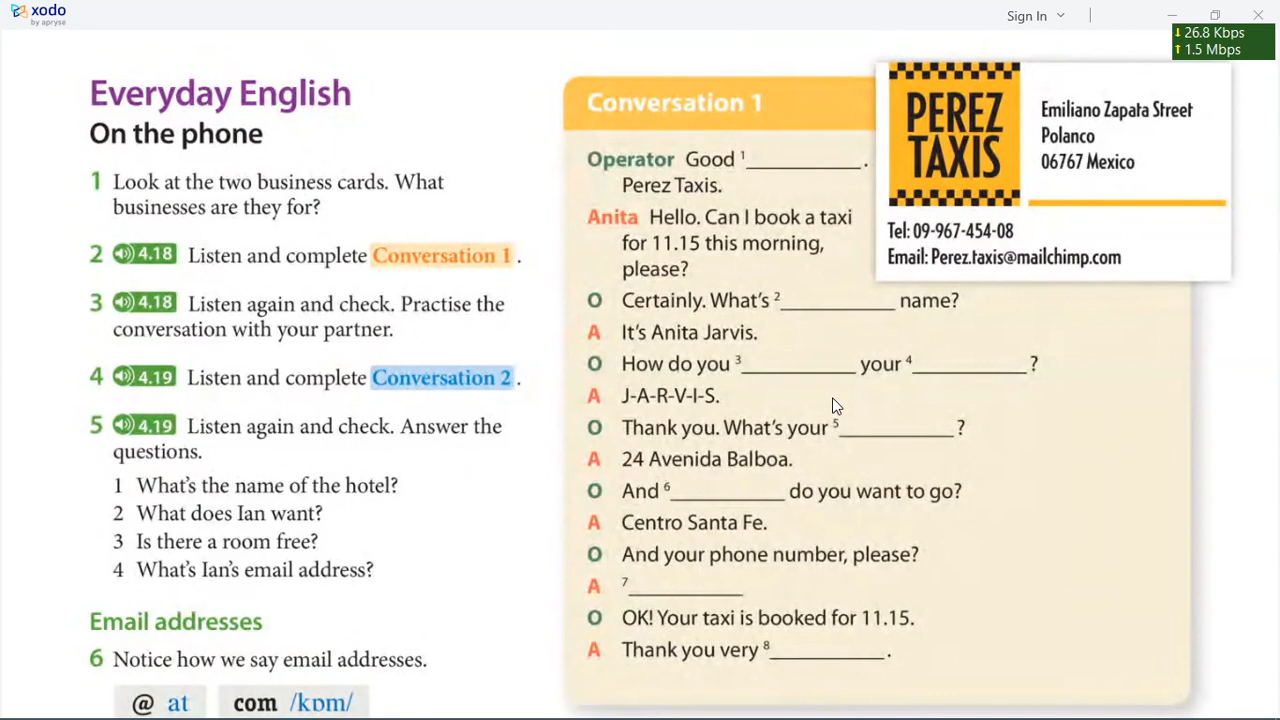 xodo
by apryse
Sign In
26.8 Kbps
1.5 Mbps
Everyday English
On the phone
1 Look at the two business cards. What
businesses are they for?
2 4.18 Listen and complete Conversation 1 .
3 4.18 Listen again and check. Practise the
conversation with your partner.
4 4.19 Listen and complete Conversation 2 .
5 4.19 Listen again and check. Answer the
questions.
1 What's the name of the hotel?
2 What does Ian want?
3 Is there a room free?
4 What's Ian's email address?
Email addresses
6 Notice how we say email addresses.
@ at com /kɒm/
Conversation 1
Operator Good 1__________ .
Perez Taxis.
Anita Hello. Can I book a taxi
for 11.15 this morning,
please?
O Certainly. What's 2__________ name?
A It's Anita Jarvis.
O How do you 3__________ your 4__________ ?
A J-A-R-V-I-S.
O Thank you. What's your 5__________ ?
A 24 Avenida Balboa.
O And 6__________ do you want to go?
A Centro Santa Fe.
O And your phone number, please?
A 7__________
O OK! Your taxi is booked for 11.15.
A Thank you very 8__________ .
PEREZ
TAXIS
Emiliano Zapata Street
Polanco
06767 Mexico
Tel: 09-967-454-08
Email: Perez.taxis@mailchimp.com